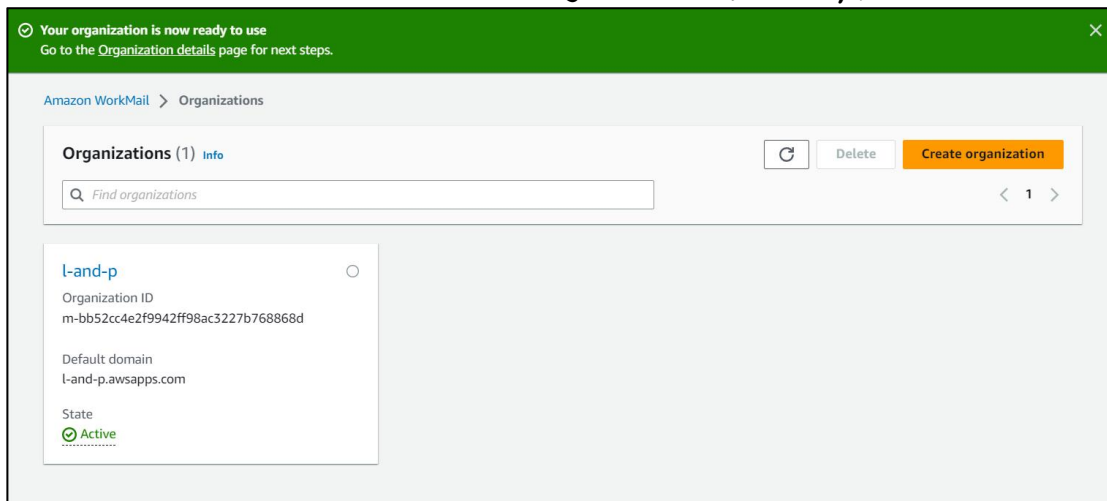 Your organization is now ready to use
Go to the Organization details page for next steps.
Amazon WorkMail > Organizations
Organizations (1) Info
Delete
Create organization
Find organizations
< 1 >
l-and-p
Organization ID
m-bb52cc4e2f9942ff98ac3227b768868d
Default domain
l-and-p.awsapps.com
State
Active